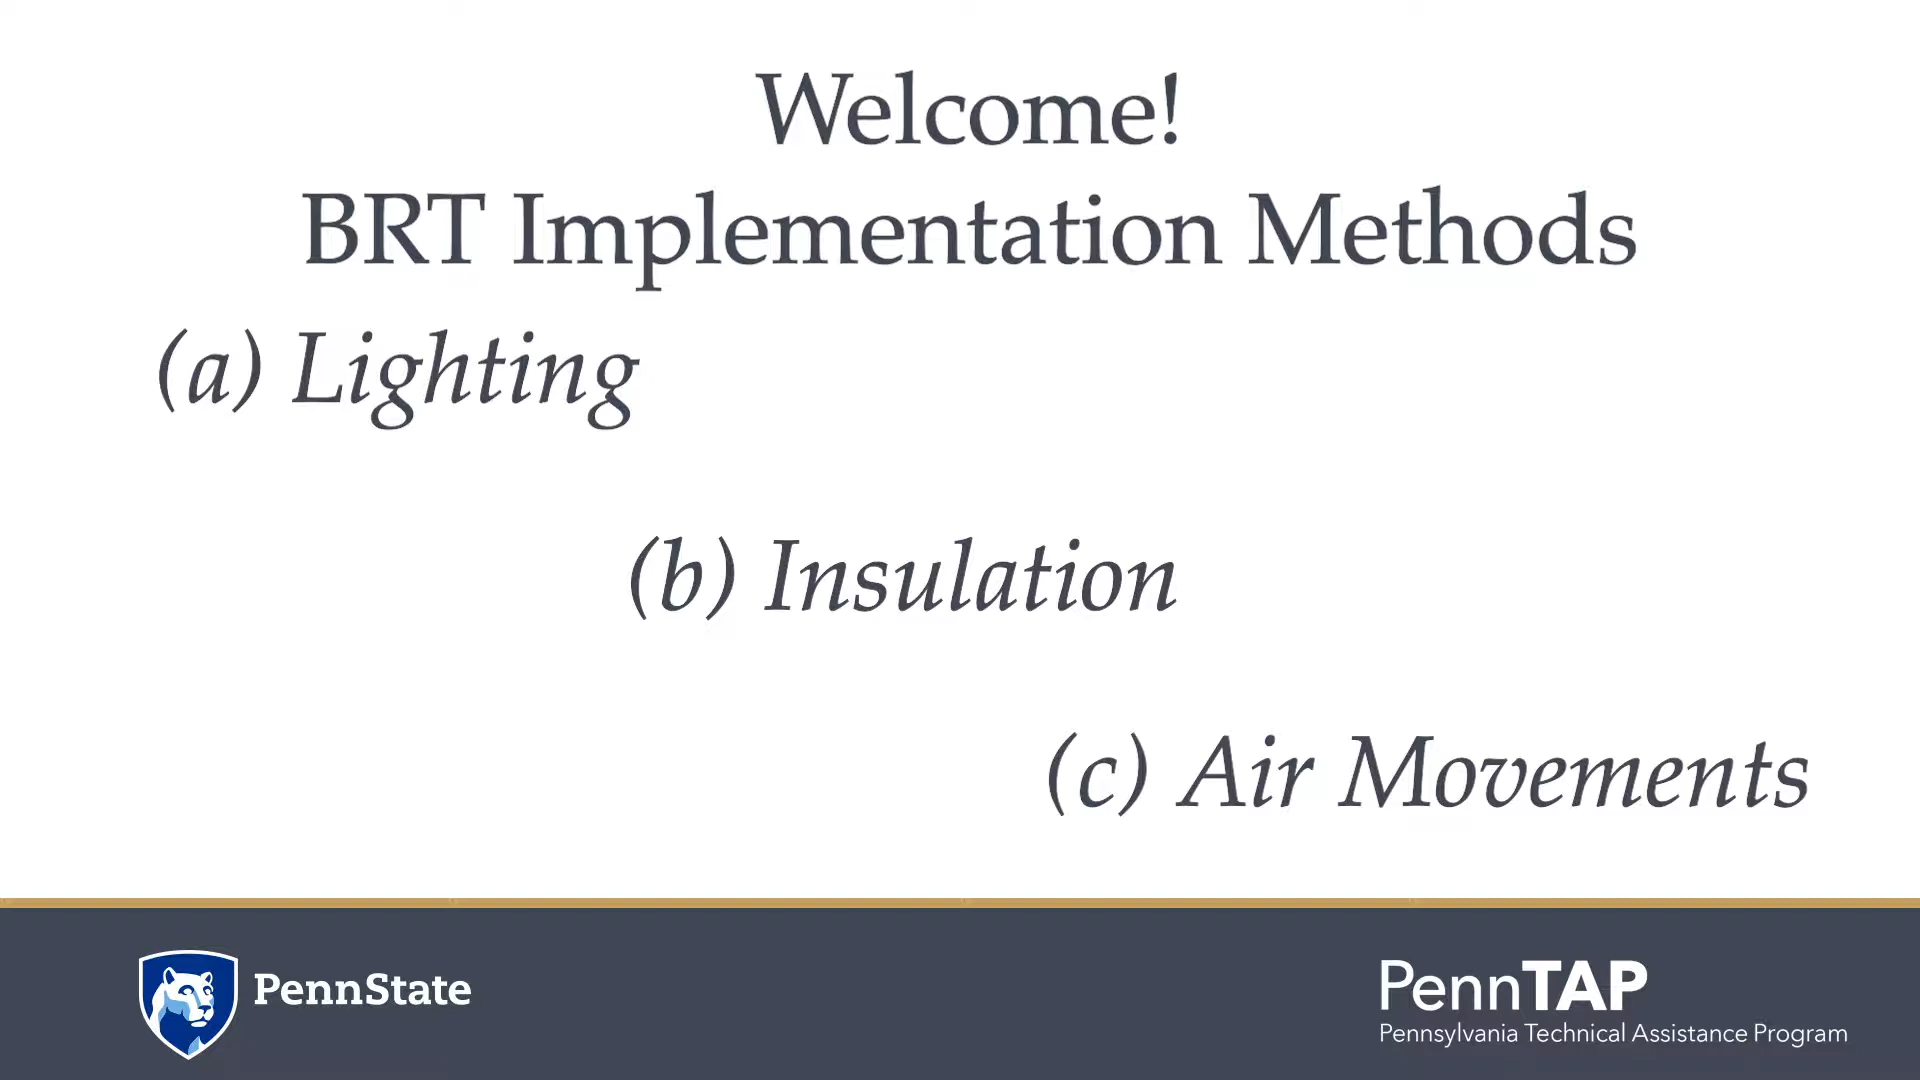 Welcome!
BRT Implementation Methods
(a) Lighting
(b) Insulation
(c) Air Movements
PennState
PennTAP
Pennsylvania Technical Assistance Program